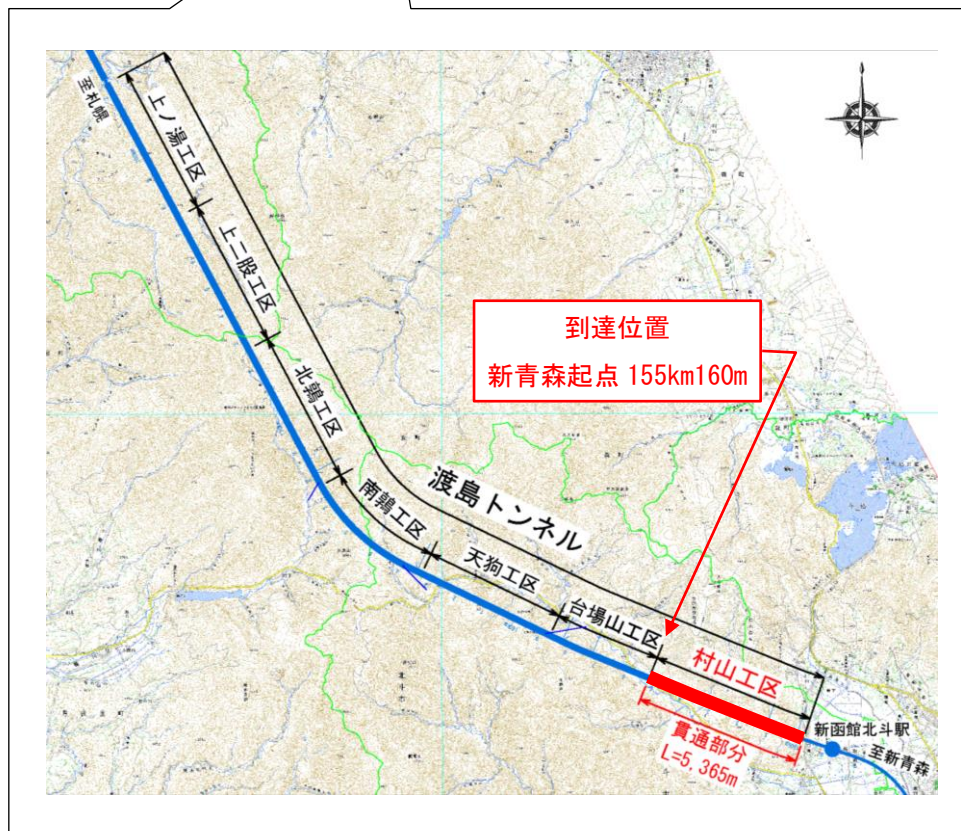 至札幌
上ノ湯工区
上二股工区
北鶉工区
南鶉工区
天狗工区
台場山工区
村山工区
渡島トンネル
到達位置
新青森起点 155km160m
貫通部分
L=5.365m
新函館北斗駅
至新青森